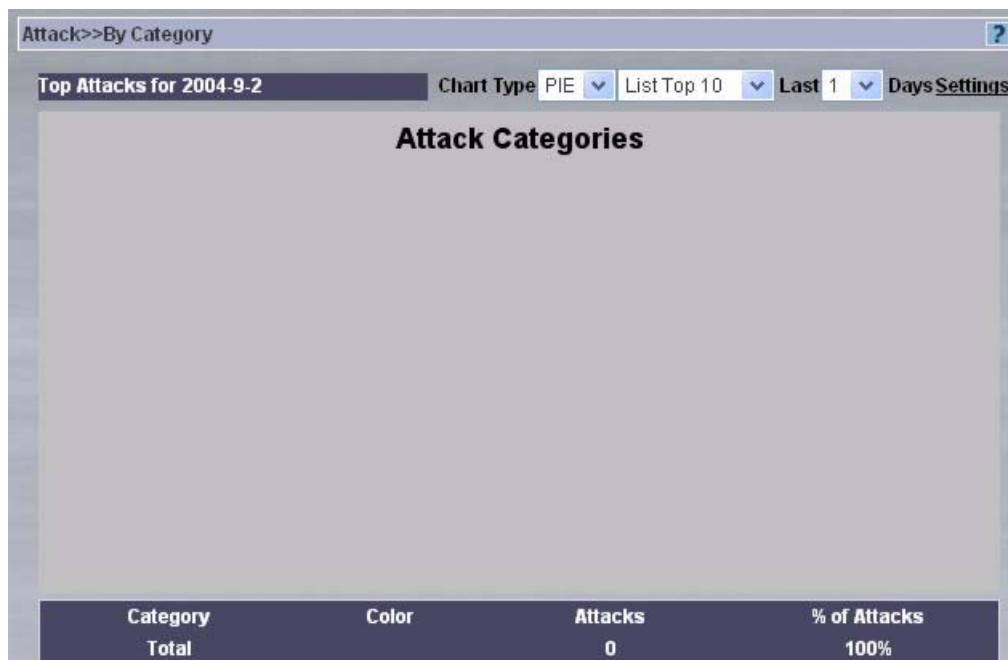 Attack>>By Category
?
Top Attacks for 2004-9-2 Chart Type PIE List Top 10 Last 1 Days Settings
Attack Categories
Category Color Attacks % of Attacks
Total 0 100%